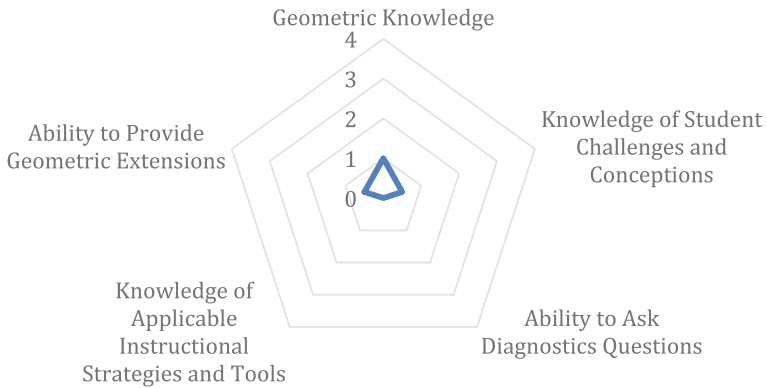 Geometric Knowledge
4
3
2
1
0
Knowledge of Student
Challenges and
Conceptions
Ability to Ask
Diagnostics Questions
Knowledge of
Applicable
Instructional
Strategies and Tools
Ability to Provide
Geometric Extensions